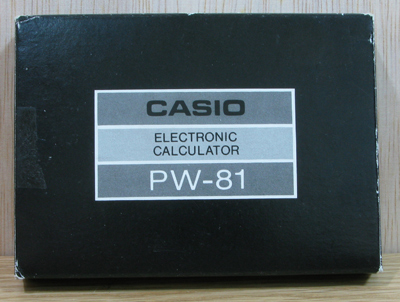 CASIO
ELECTRONIC
CALCULATOR
PW-81